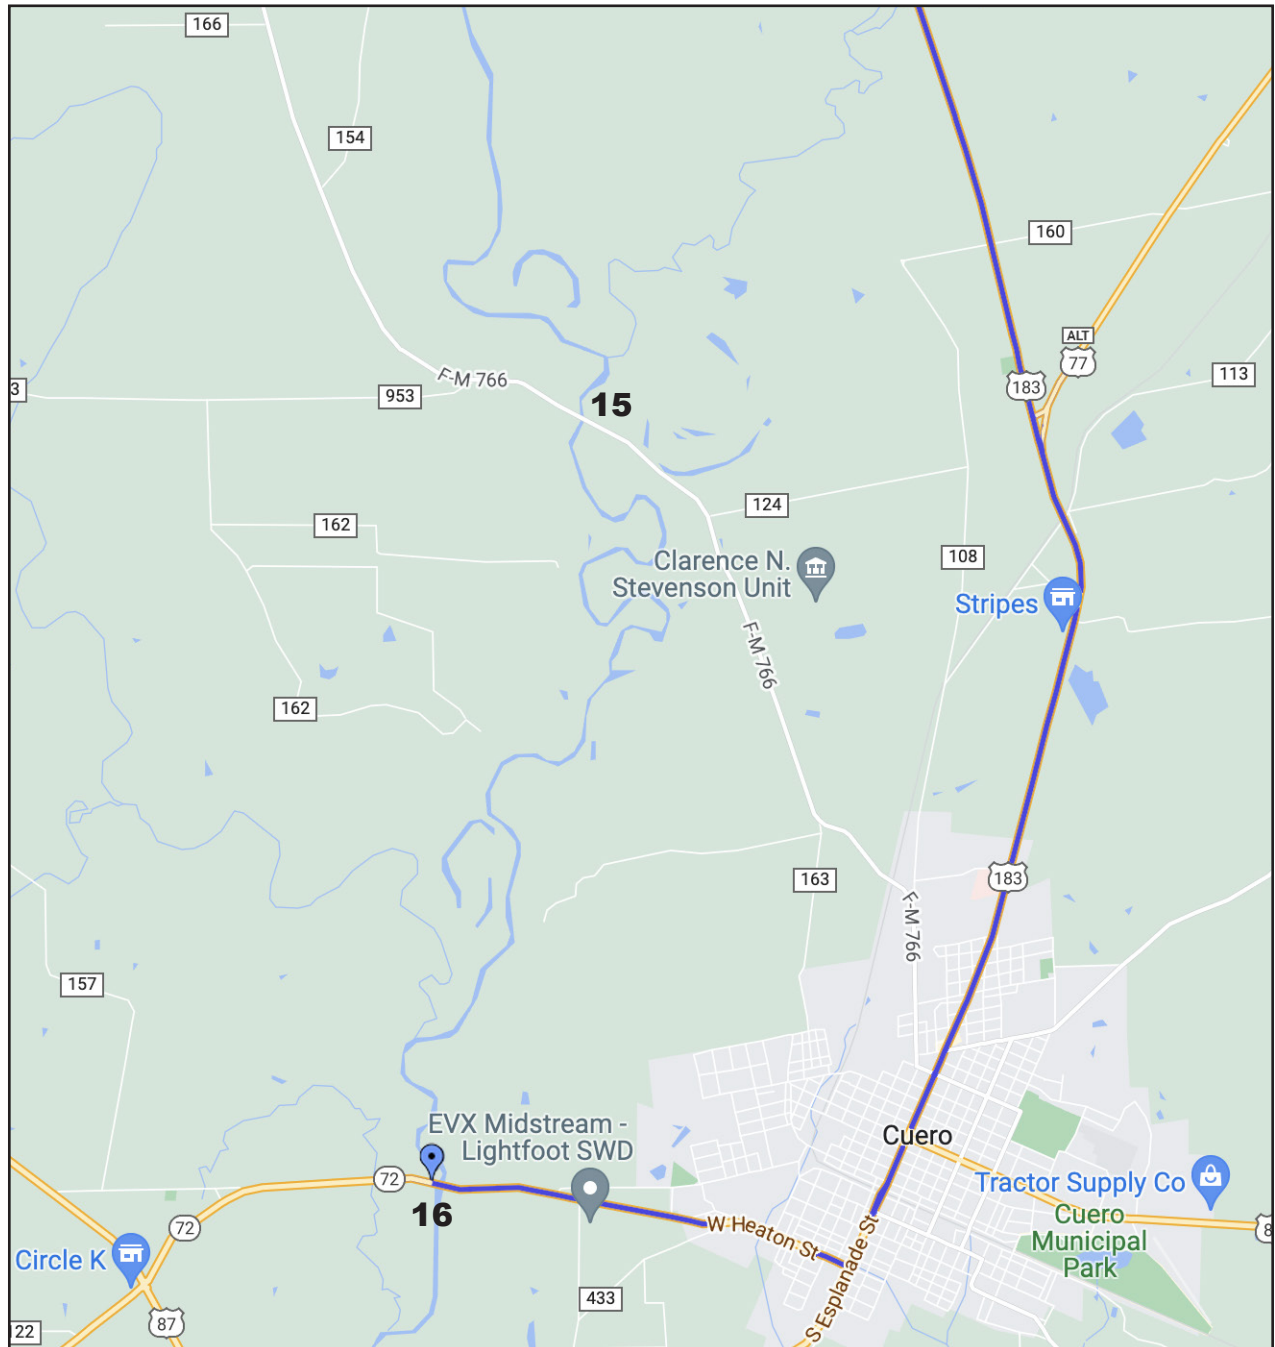 166
154
160
ALT
77
183
113
3
953
F-M 766
15
124
162
Clarence N.
Stevenson Unit
108
Stripes
F-M 766
162
163
183
F-M 766
157
EVX Midstream -
Lightfoot SWD
Cuero
72
16
Tractor Supply Co
72
W Heaton St
Cuero
Municipal
Park
8
Circle K
S Esplanade St
433
87
22